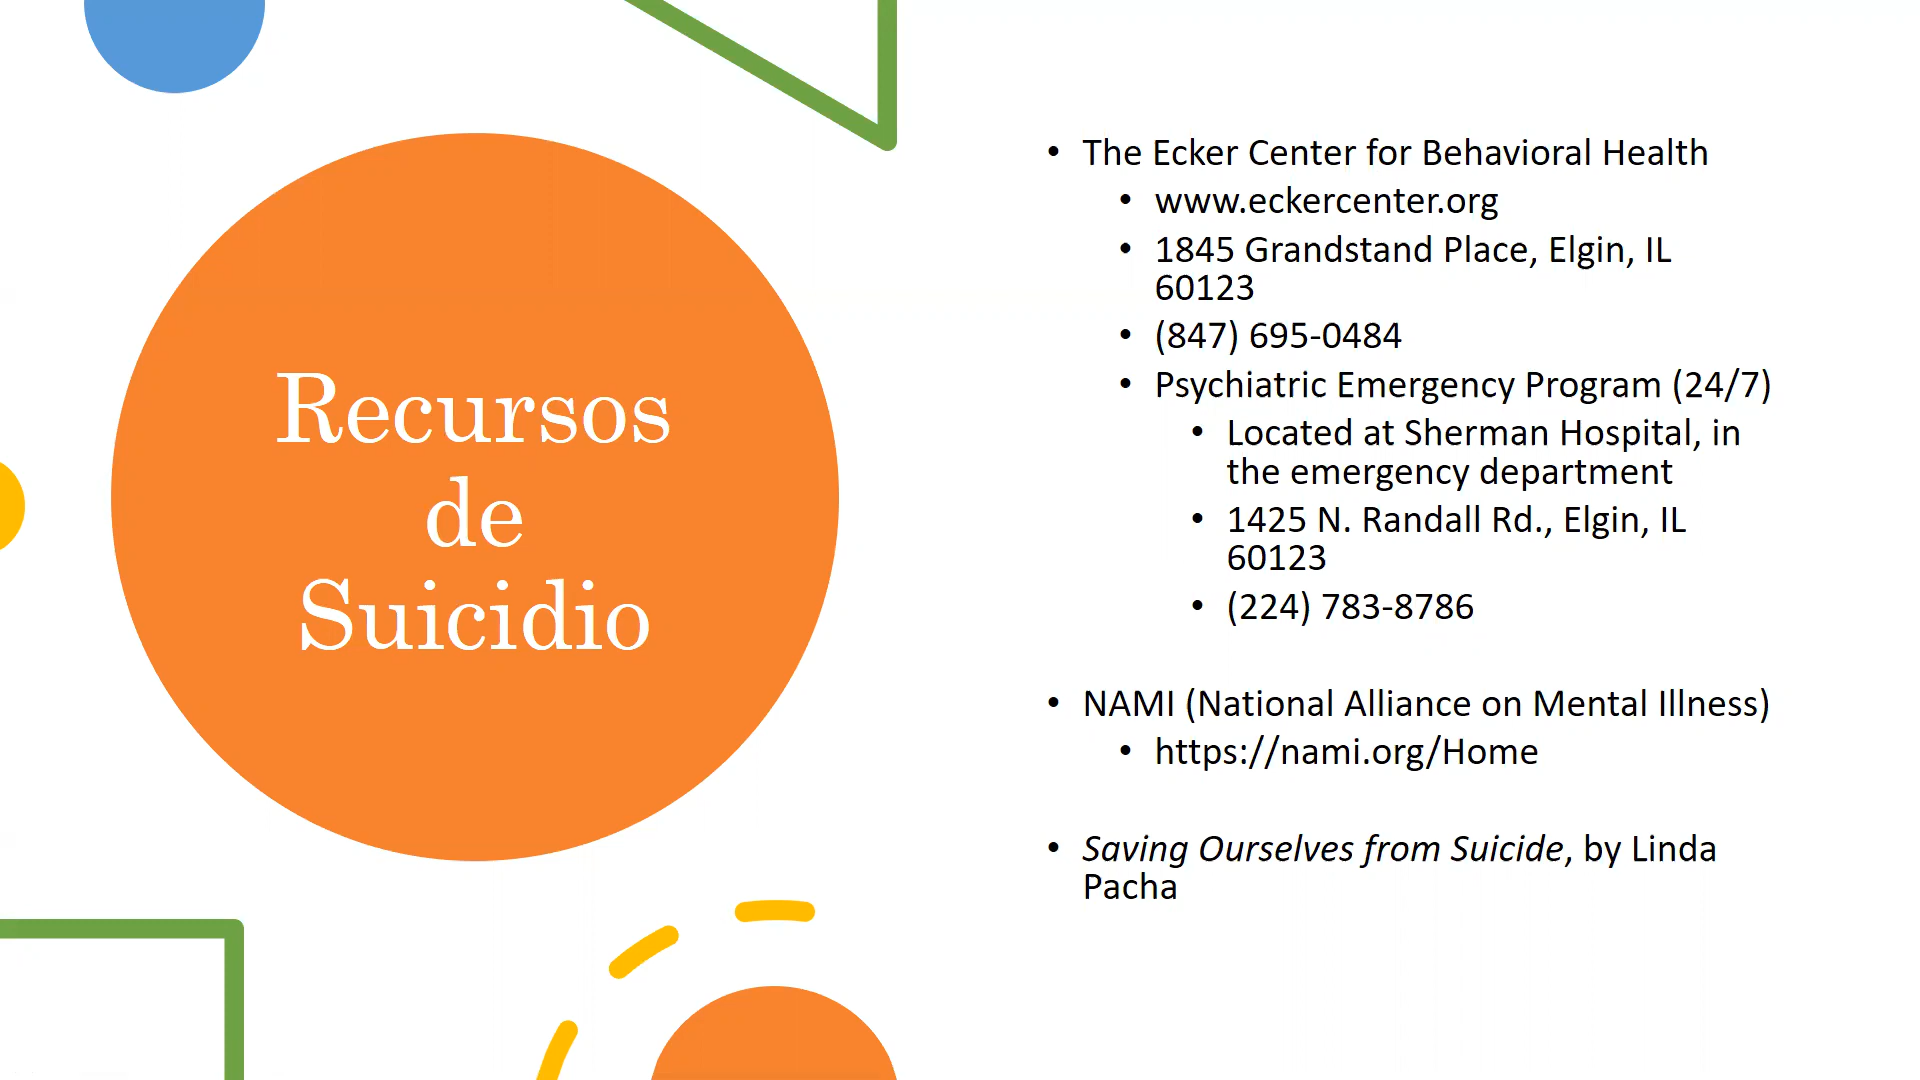 Recursos
de
Suicidio
• The Ecker Center for Behavioral Health
• www.eckercenter.org
• 1845 Grandstand Place, Elgin, IL
60123
• (847) 695-0484
• Psychiatric Emergency Program (24/7)
• Located at Sherman Hospital, in
the emergency department
• 1425 N. Randall Rd., Elgin, IL
60123
• (224) 783-8786
• NAMI (National Alliance on Mental Illness)
• https://nami.org/Home
• Saving Ourselves from Suicide, by Linda
Pacha